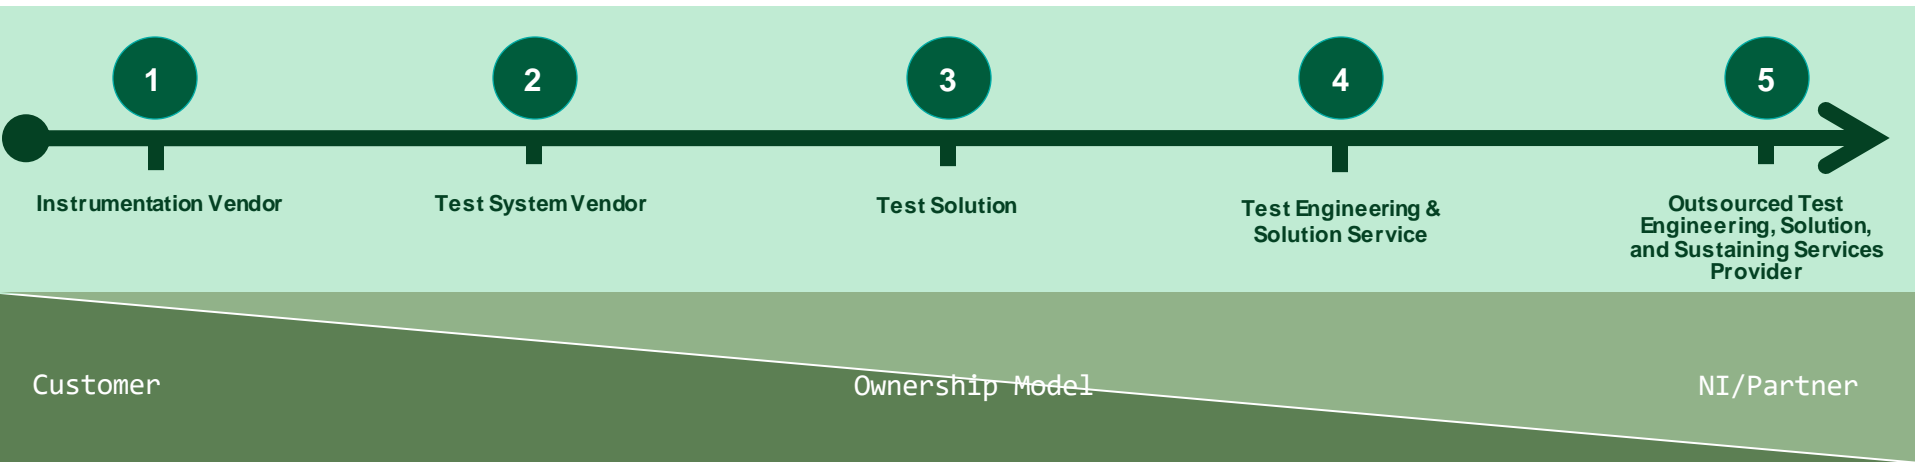 1
2
3
4
5
Instrumentation Vendor
Test System Vendor
Test Solution
Test Engineering &
Solution Service
Outsourced Test
Engineering, Solution,
and Sustaining Services
Provider
Customer
Ownership Model
NI/Partner